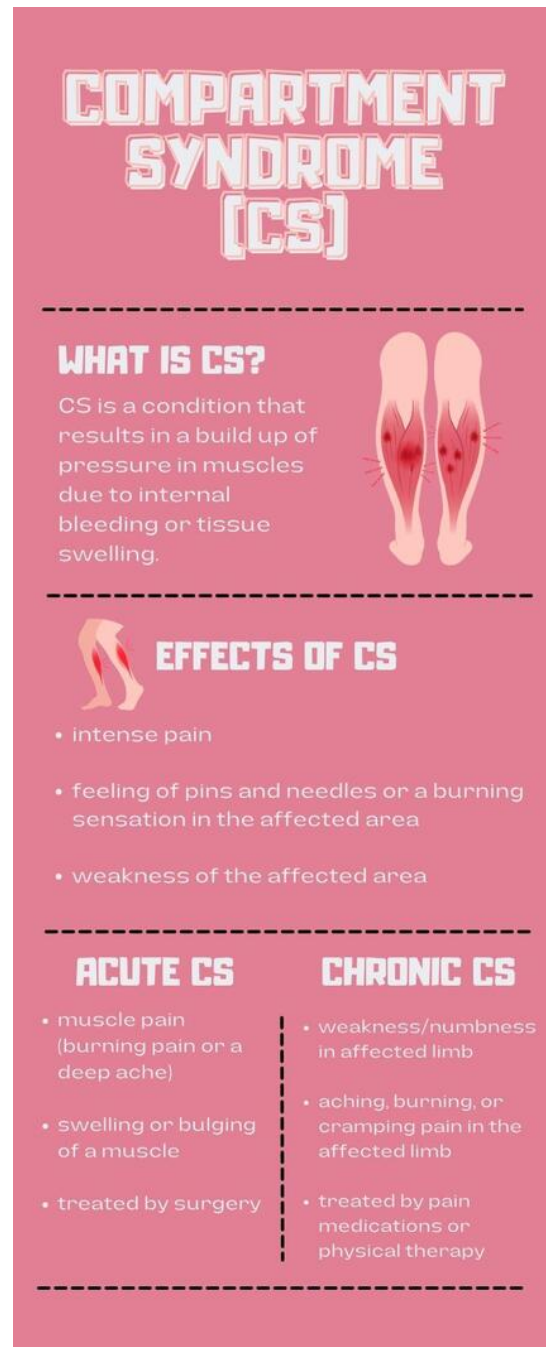 COMPARTMENT
SYNDROME
[CS]
WHAT IS CS?
CS is a condition that
results in a build up of
pressure in muscles
due to internal
bleeding or tissue
swelling.
EFFECTS OF CS
• intense pain
• feeling of pins and needles or a burning
sensation in the affected area
• weakness of the affected area
ACUTE CS
• muscle pain
(burning pain or a
deep ache)
• swelling or bulging
of a muscle
• treated by surgery
CHRONIC CS
• weakness/numbness
in affected limb
• aching, burning, or
cramping pain in the
affected limb
• treated by pain
medications or
physical therapy